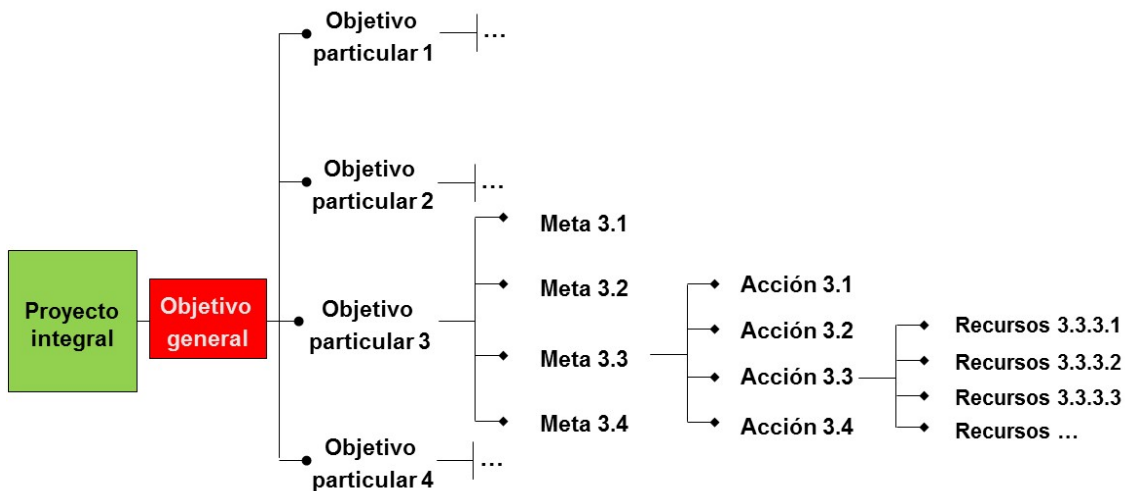 Proyecto
integral
Objetivo
general
Objetivo
particular 1
...
Objetivo
particular 2
...
Objetivo
particular 3
Objetivo
particular 4
...
Meta 3.1
Meta 3.2
Meta 3.3
Meta 3.4
Acción 3.1
Acción 3.2
Acción 3.3
Acción 3.4
Recursos 3.3.3.1
Recursos 3.3.3.2
Recursos 3.3.3.3
Recursos ...